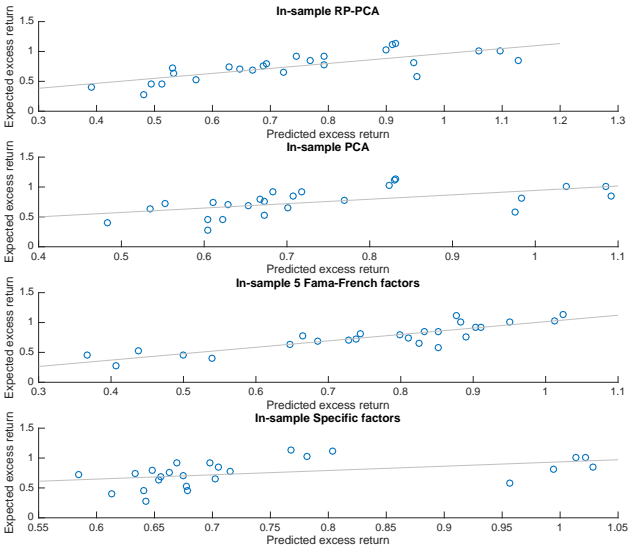 In-sample RP-PCA
Expected excess return
1.5
1
0.5
0
0.3 0.4 0.5 0.6 0.7 0.8 0.9 1 1.1 1.2 1.3
Predicted excess return
In-sample PCA
Expected excess return
1.5
1
0.5
0
0.4 0.5 0.6 0.7 0.8 0.9 1 1.1
Predicted excess return
In-sample 5 Fama-French factors
Expected excess return
1.5
1
0.5
0
0.3 0.4 0.5 0.6 0.7 0.8 0.9 1 1.1
Predicted excess return
In-sample Specific factors
Expected excess return
1.5
1
0.5
0
0.55 0.6 0.65 0.7 0.75 0.8 0.85 0.9 0.95 1 1.05
Predicted excess return